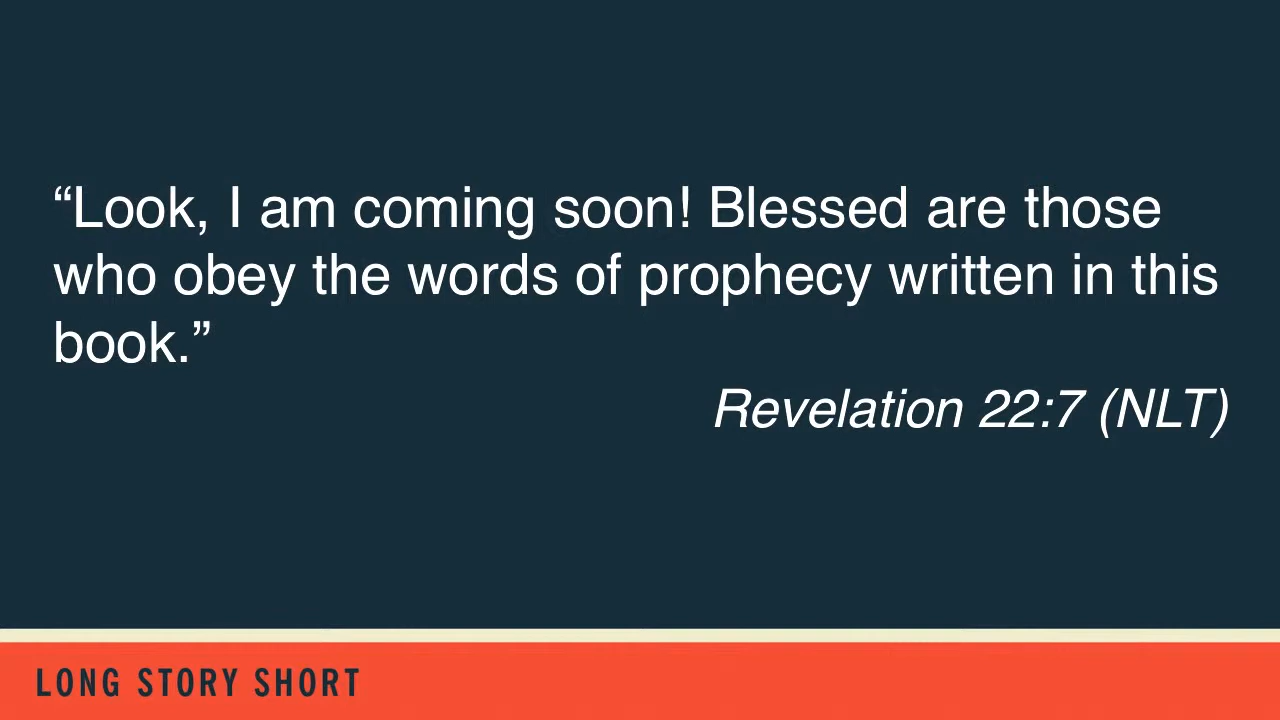 “Look, I am coming soon! Blessed are those
who obey the words of prophecy written in this
book.”
Revelation 22:7 (NLT)
LONG STORY SHORT